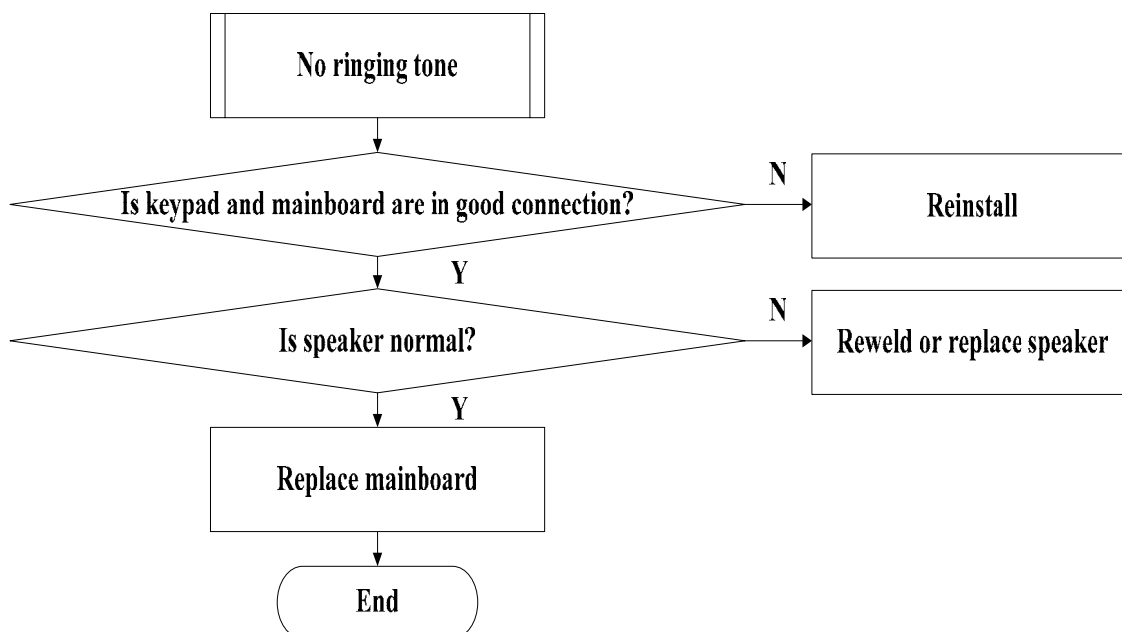 No ringing tone
Is keypad and mainboard are in good connection?
N
Reinstall
Y
Is speaker normal?
N
Reweld or replace speaker
Y
Replace mainboard
End